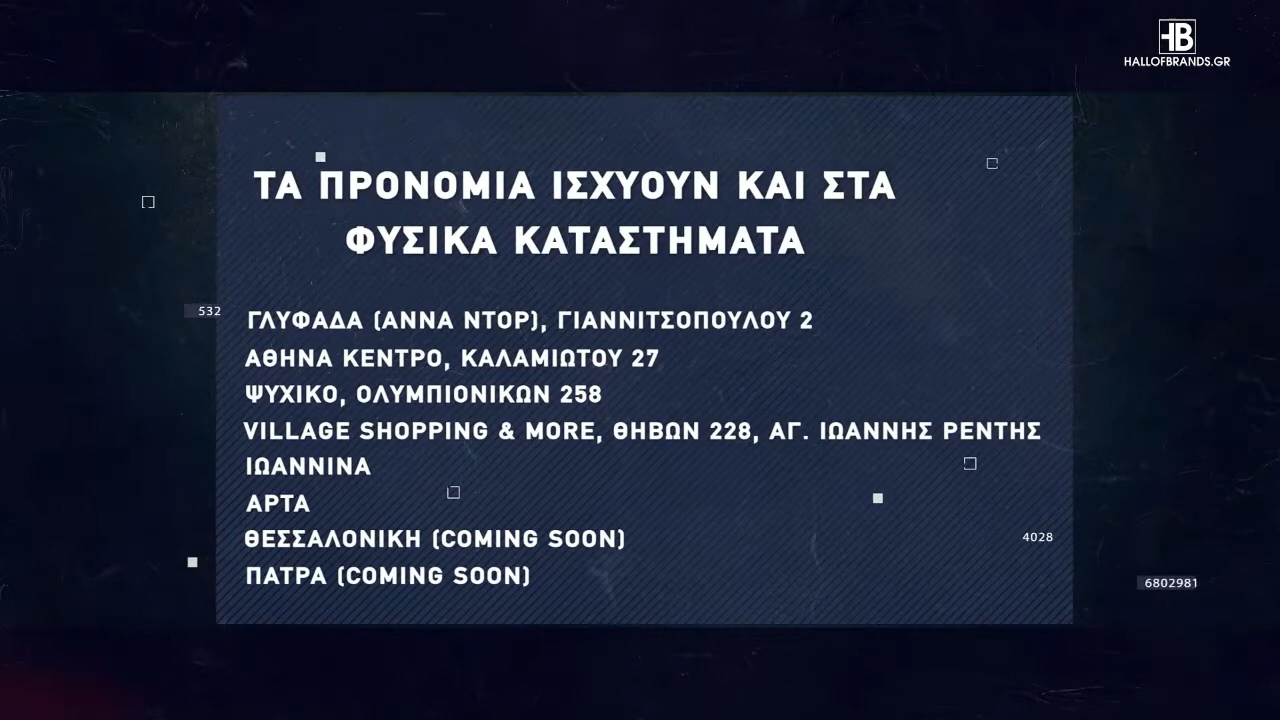 HB
HALLOFBRANDS.GR
ΤΑ ΠΡΟΝΟΜΙΑ ΙΣΧΥΟΥΝ ΚΑΙ ΣΤΑ
ΦΥΣΙΚΑ ΚΑΤΑΣΤΗΜΑΤΑ
532
ΓΛΥΦΑΔΑ (ΑΝΝΑ ΝΤΟΡ), ΓΙΑΝΝΙΤΣΟΠΟΥΛΟΥ 2
ΑΘΗΝΑ ΚΕΝΤΡΟ, ΚΑΛΑΜΙΩΤΟΥ 27
ΨΥΧΙΚΟ, ΟΛΥΜΠΙΟΝΙΚΩΝ 258
VILLAGE SHOPPING & MORE, ΘΗΒΩΝ 228, ΑΓ. ΙΩΑΝΝΗΣ ΡΕΝΤΗΣ
ΙΩΑΝΝΙΝΑ
ΑΡΤΑ
ΘΕΣΣΑΛΟΝΙΚΗ (COMING SOON)
4028
ΠΑΤΡΑ (COMING SOON)
6802981